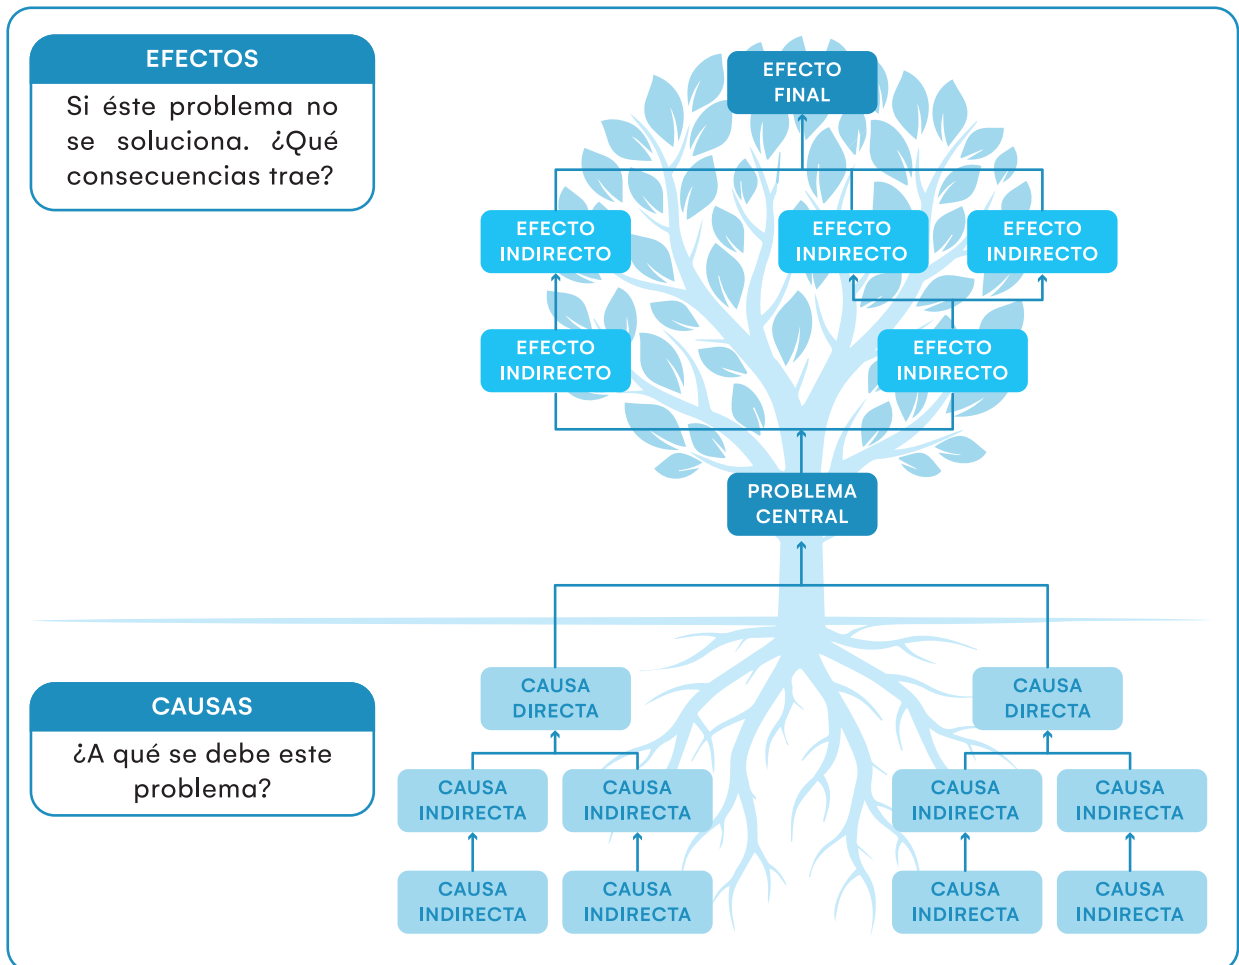 EFECTOS
Si éste problema no
se soluciona. ¿Qué
consecuencias trae?
EFECTO
FINAL
EFECTO
INDIRECTO
EFECTO
INDIRECTO
EFECTO
INDIRECTO
EFECTO
INDIRECTO
EFECTO
INDIRECTO
PROBLEMA
CENTRAL
CAUSAS
¿A qué se debe este
problema?
CAUSA
DIRECTA
CAUSA
DIRECTA
CAUSA
INDIRECTA
CAUSA
INDIRECTA
CAUSA
INDIRECTA
CAUSA
INDIRECTA
CAUSA
INDIRECTA
CAUSA
INDIRECTA
CAUSA
INDIRECTA
CAUSA
INDIRECTA